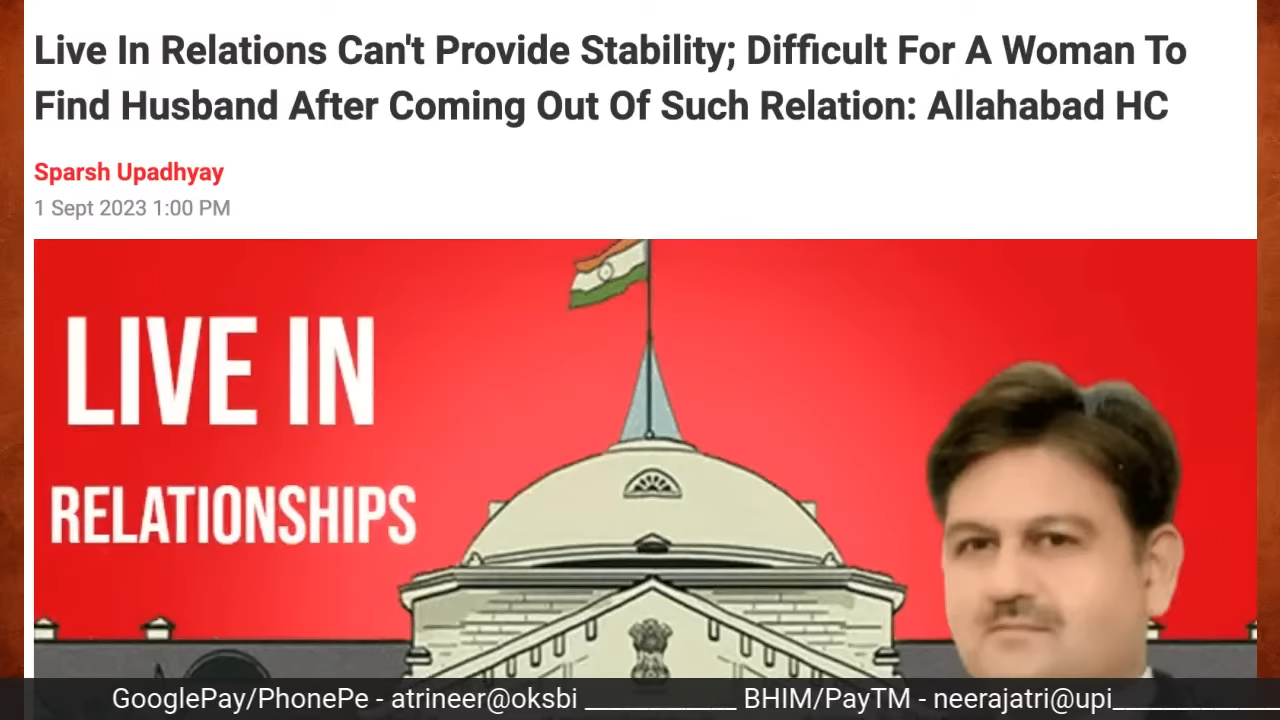 Live In Relations Can't Provide Stability; Difficult For A Woman To
Find Husband After Coming Out Of Such Relation: Allahabad HC
Sparsh Upadhyay
1 Sept 2023 1:00 PM
LIVE IN
RELATIONSHIPS
GooglePay/PhonePe - atrineer@oksbi ___________ BHIM/PayTM - neerajatri@upi____________